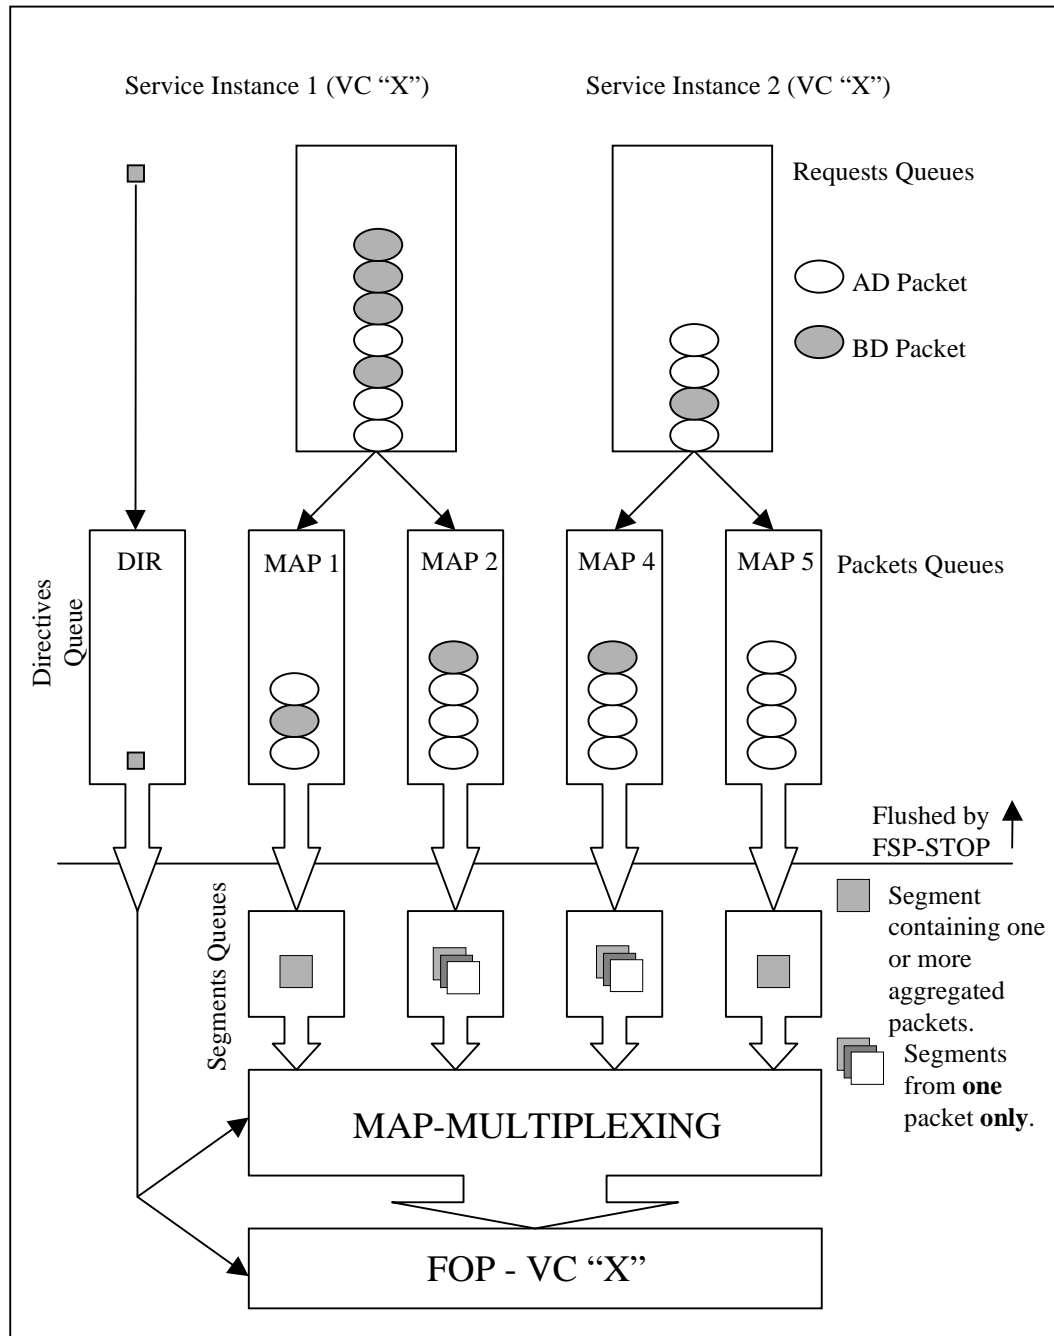 Service Instance 1 (VC “X”)
Service Instance 2 (VC “X”)
Requests Queues
AD Packet
BD Packet
DIR
MAP 1
MAP 2
MAP 4
MAP 5
Packets Queues
Directives
Queue
Flushed by
FSP-STOP
Segments Queues
Segment
containing one
or more
aggregated
packets.
Segments
from one
packet only.
MAP-MULTIPLEXING
FOP - VC “X”